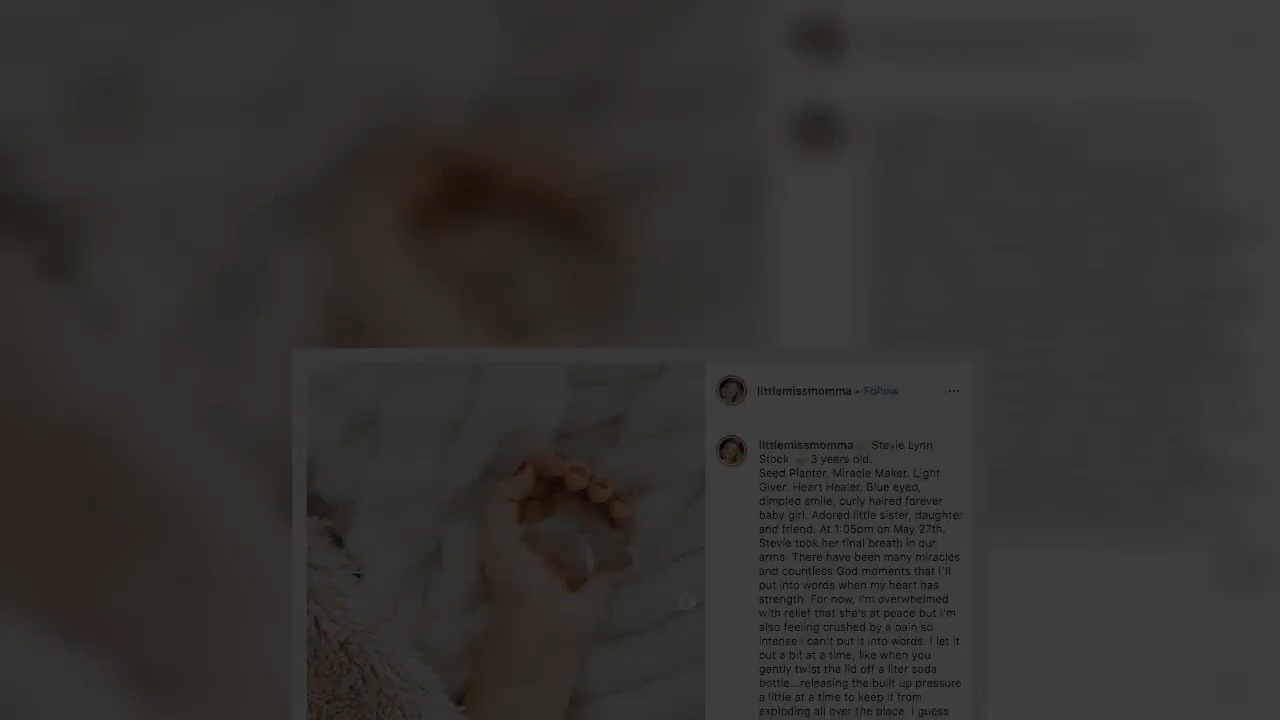 littlemissmomma • Follow ...
littlemissmomma Stevie Lynn
Stock 3 years old.
Seed Planter. Miracle Maker. Light
Giver. Heart Healer. Blue eyed,
dimpled smile, curly haired forever
baby girl. Adored little sister, daughter
and friend. At 1:05pm on May 27th,
Stevie took her final breath in our
arms. There have been many miracles
and countless God moments that I'll
put into words when my heart has
strength. For now, I'm overwhelmed
with relief that she's at peace but I'm
also feeling crushed by a pain so
intense I can't put it into words. I let it
out a bit at a time, like when you
gently twist the lid off a liter soda
bottle...releasing the built up pressure
a little at a time to keep it from
exploding all over the place. I guess